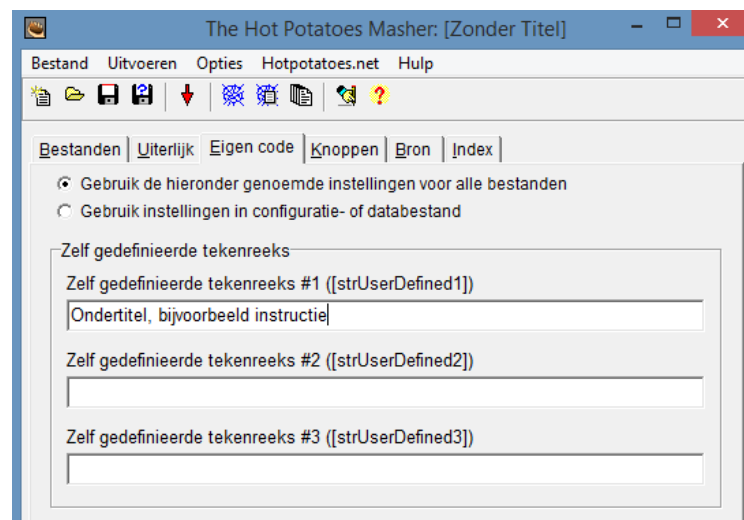 The Hot Potatoes Masher: [Zonder Titel]
Bestand Uitvoeren Opties Hotpotatoes.net Hulp
Bestanden Uiterlijk Eigen code Knoppen Bron Index
Gebruik de hieronder genoemde instellingen voor alle bestanden
Gebruik instellingen in configuratie- of databestand
Zelf gedefinieerde tekenreeks
Zelf gedefinieerde tekenreeks #1 ([strUserDefined1])
Ondertitel, bijvoorbeeld instructie
Zelf gedefinieerde tekenreeks #2 ([strUserDefined2])
Zelf gedefinieerde tekenreeks #3 ([strUserDefined3])